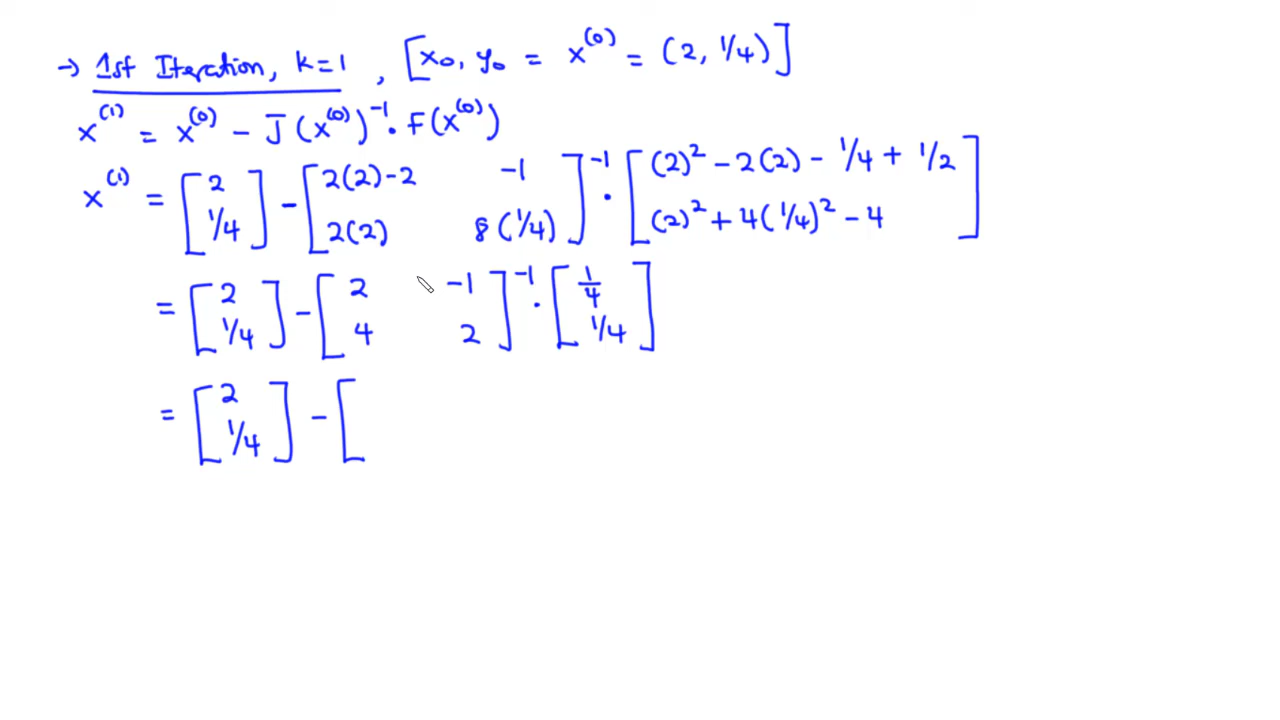 → 1st Iteration, k=1, [x₀, y₀ = x⁽⁰⁾ = (2, 1/4)]
x⁽¹⁾ = x⁽⁰⁾ - J(x⁽⁰⁾)⁻¹ · F(x⁽⁰⁾)
x⁽¹⁾ = [2 1/4] - [2(2)-2 -1 2(2) 8(1/4)]⁻¹ · [(2)² - 2(2) - 1/4 + 1/2 (2)² + 4(1/4)² - 4]
= [2 1/4] - [2 -1 4 2]⁻¹ · [1/4 1/4]
= [2 1/4] - [